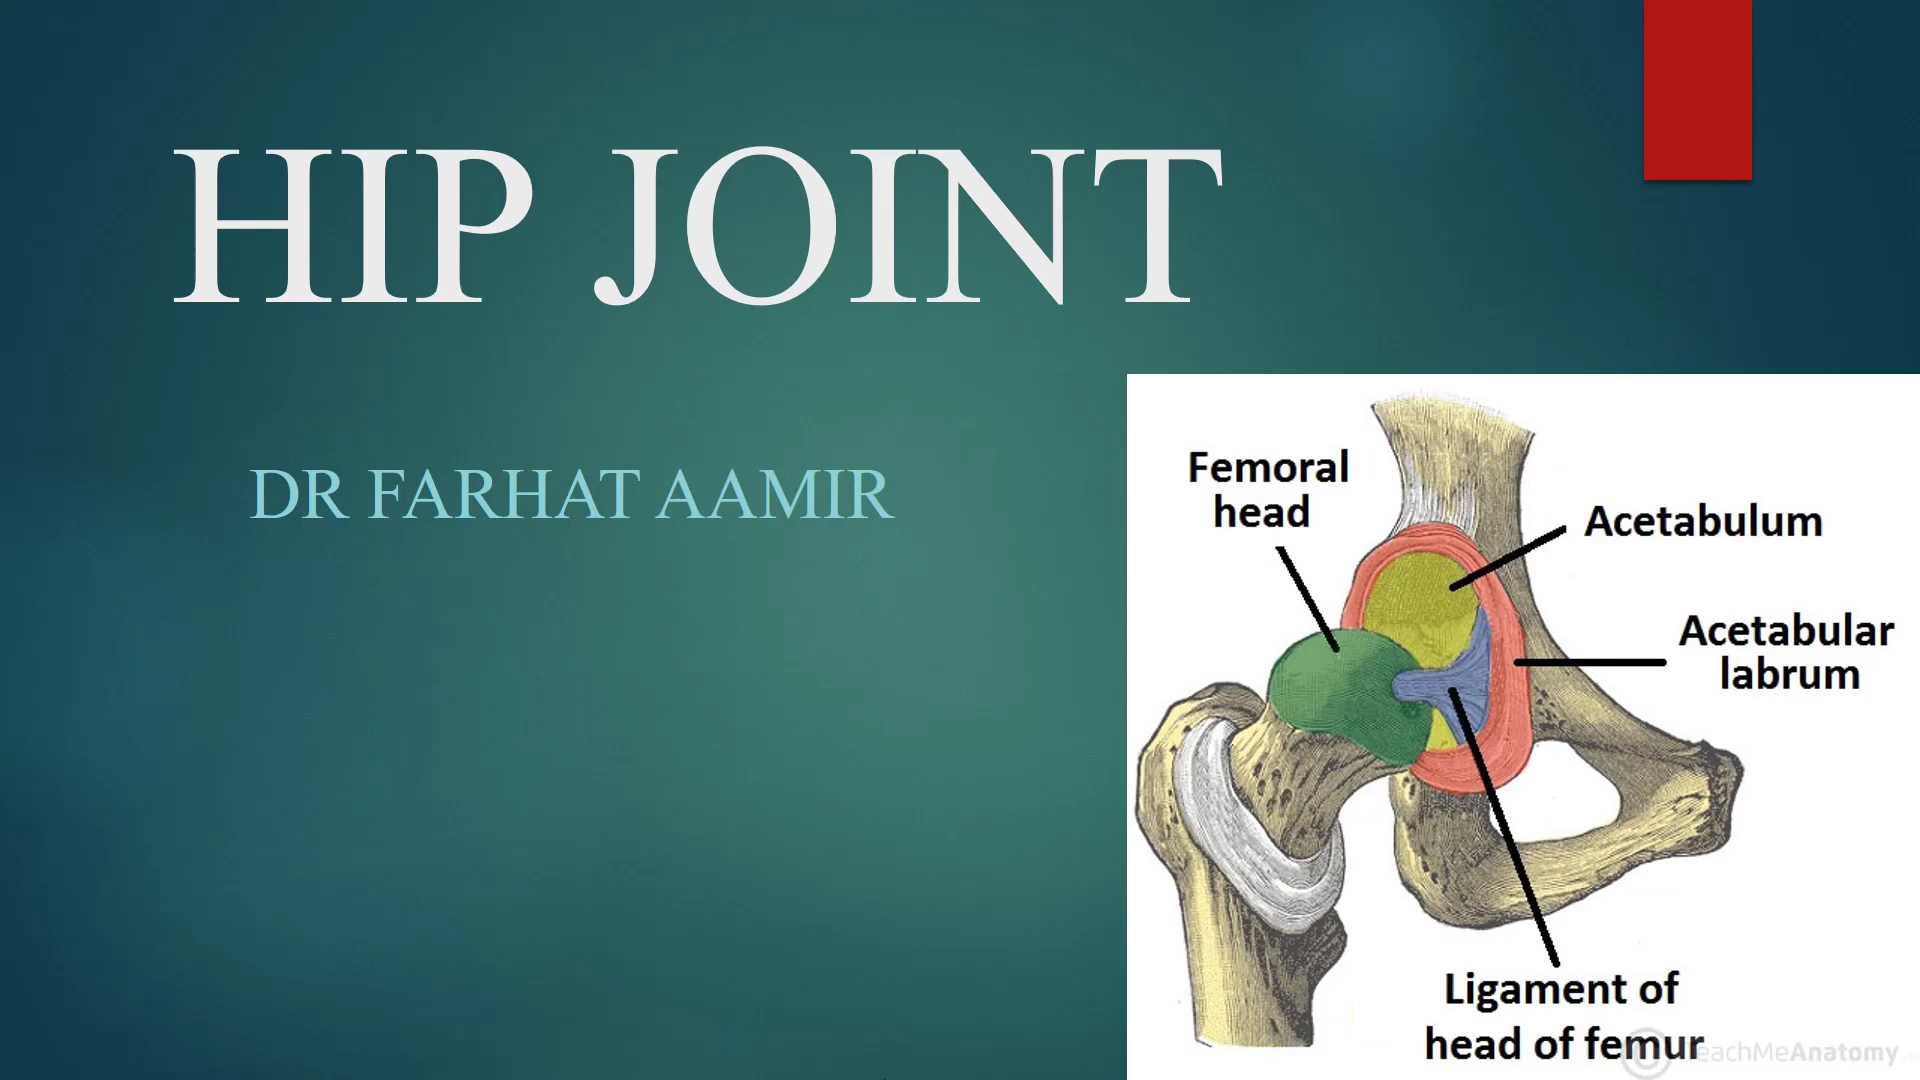 HIP JOINT
DR FARHAT AAMIR
Femoral
head
Acetabulum
Acetabular
labrum
Ligament of
head of femur
TeachMeAnatomy